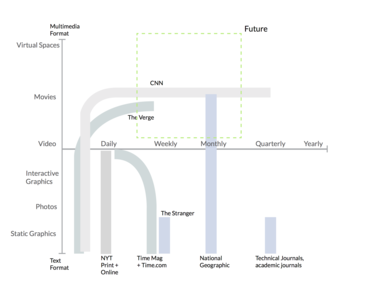 Multimedia
Format
Future
Virtual Spaces
CNN
Movies
The Verge
Video
Daily
Weekly
Monthly
Quarterly
Yearly
Interactive
Graphics
Photos
The Stranger
Static Graphics
Text
Format
NYT
Print +
Online
Time Mag
+ Time.com
National
Geographic
Technical Journals,
academic journals